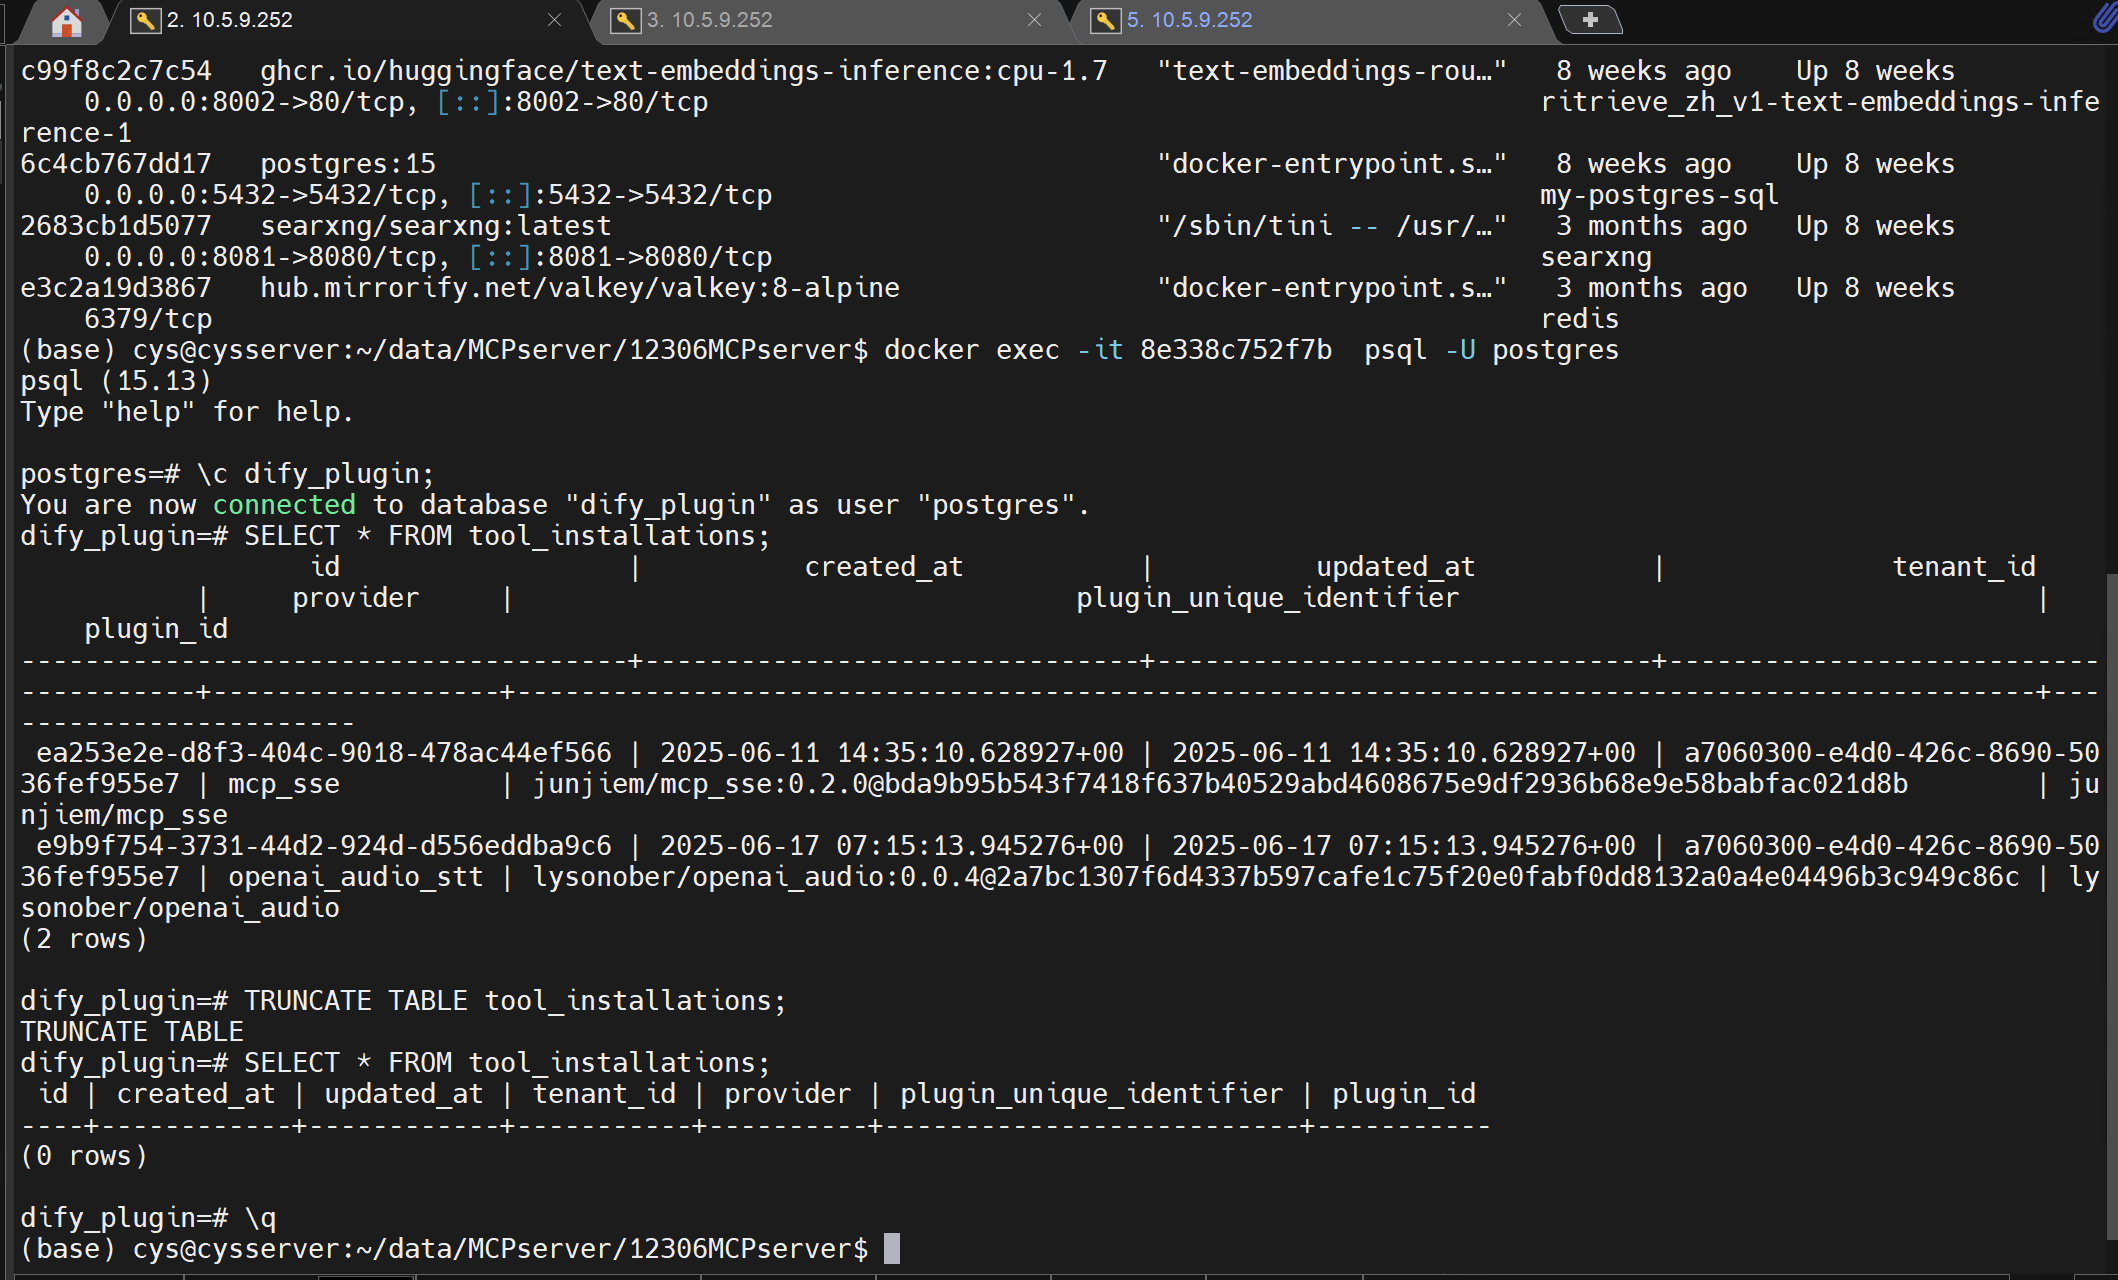 2. 10.5.9.252
3. 10.5.9.252
5. 10.5.9.252
c99f8c2c7c54   ghcr.io/huggingface/text-embeddings-inference:cpu-1.7   "text-embeddings-rou…"   8 weeks ago    Up 8 weeks
    0.0.0.0:8002->80/tcp, [::]:8002->80/tcp   ritrieve_zh_v1-text-embeddings-infe
rence-1
6c4cb767dd17   postgres:15   "docker-entrypoint.s…"   8 weeks ago    Up 8 weeks
    0.0.0.0:5432->5432/tcp, [::]:5432->5432/tcp   my-postgres-sql
2683cb1d5077   searxng/searxng:latest   "/sbin/tini -- /usr/…"   3 months ago   Up 8 weeks
    0.0.0.0:8081->8080/tcp, [::]:8081->8080/tcp   searxng
e3c2a19d3867   hub.mirrorify.net/valkey/valkey:8-alpine   "docker-entrypoint.s…"   3 months ago   Up 8 weeks
    6379/tcp   redis
(base) cys@cysserver:~/data/MCPserver/12306MCPserver$ docker exec -it 8e338c752f7b  psql -U postgres
psql (15.13)
Type "help" for help.
postgres=# \c dify_plugin;
You are now connected to database "dify_plugin" as user "postgres".
dify_plugin=# SELECT * FROM tool_installations;
id | created_at | updated_at | tenant_id
| provider | plugin_unique_identifier |
plugin_id
--------------------------------------+-------------------------------+-------------------------------+---------------------------
-----------+------------------+-----------------------------------------------------------------------------------------------+---
---------------------
ea253e2e-d8f3-404c-9018-478ac44ef566 | 2025-06-11 14:35:10.628927+00 | 2025-06-11 14:35:10.628927+00 | a7060300-e4d0-426c-8690-50
36fef955e7 | mcp_sse          | junjiem/mcp_sse:0.2.0@bda9b95b543f7418f637b40529abd4608675e9df2936b68e9e58babfac021d8b        | ju
njiem/mcp_sse
e9b9f754-3731-44d2-924d-d556eddba9c6 | 2025-06-17 07:15:13.945276+00 | 2025-06-17 07:15:13.945276+00 | a7060300-e4d0-426c-8690-50
36fef955e7 | openai_audio_stt | lysonober/openai_audio:0.0.4@2a7bc1307f6d4337b597cafe1c75f20e0fabf0dd8132a0a4e04496b3c949c86c | ly
sonober/openai_audio
(2 rows)
dify_plugin=# TRUNCATE TABLE tool_installations;
TRUNCATE TABLE
dify_plugin=# SELECT * FROM tool_installations;
id | created_at | updated_at | tenant_id | provider | plugin_unique_identifier | plugin_id
----+------------+------------+-----------+----------+--------------------------+-----------
(0 rows)
dify_plugin=# \q
(base) cys@cysserver:~/data/MCPserver/12306MCPserver$